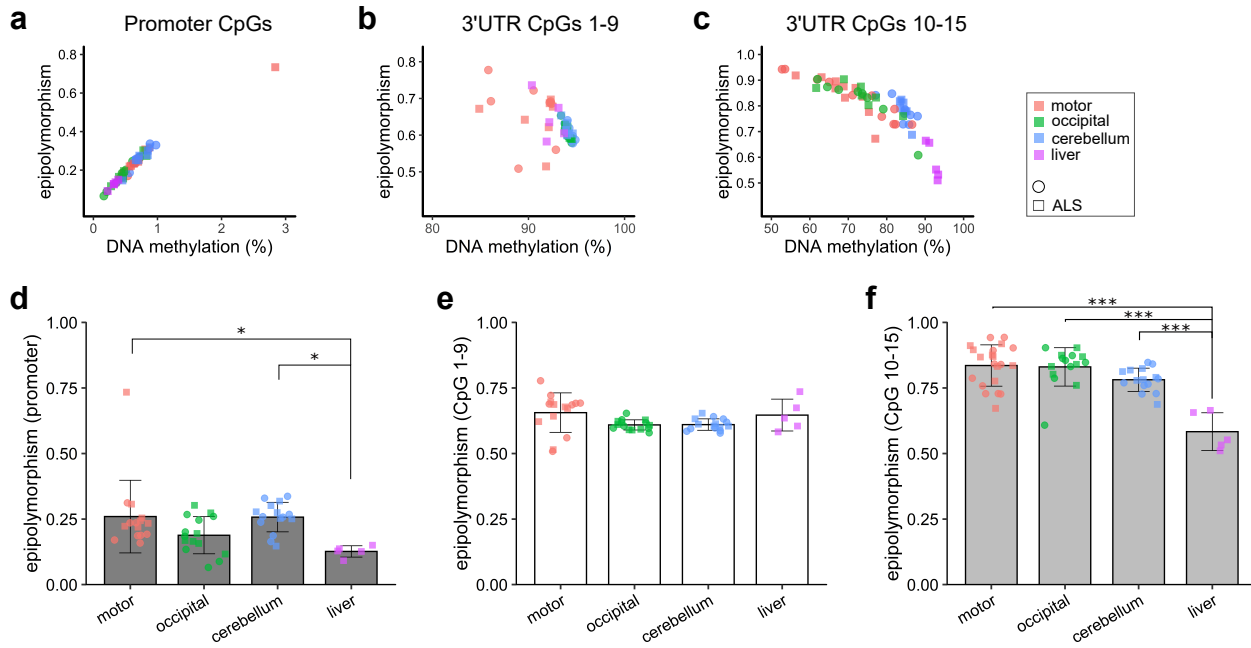 a
Promoter CpGs
epipolymorphism
0.8
0.6
0.4
0.2
0
1
2
3
DNA methylation (%)
b
3'UTR CpGs 1-9
epipolymorphism
0.8
0.7
0.6
0.5
0.4
80
90
100
DNA methylation (%)
c
3'UTR CpGs 10-15
epipolymorphism
1.0
0.9
0.8
0.7
0.6
0.5
50
60
70
80
90
100
DNA methylation (%)
motor
occipital
cerebellum
liver
ALS
d
epipolymorphism (promoter)
1.00
0.75
0.50
0.25
0.00
*
*
motor
occipital
cerebellum
liver
e
epipolymorphism (CpG 1-9)
1.00
0.75
0.50
0.25
0.00
motor
occipital
cerebellum
liver
f
epipolymorphism (CpG 10-15)
1.00
0.75
0.50
0.25
0.00
***
***
***
motor
occipital
cerebellum
liver